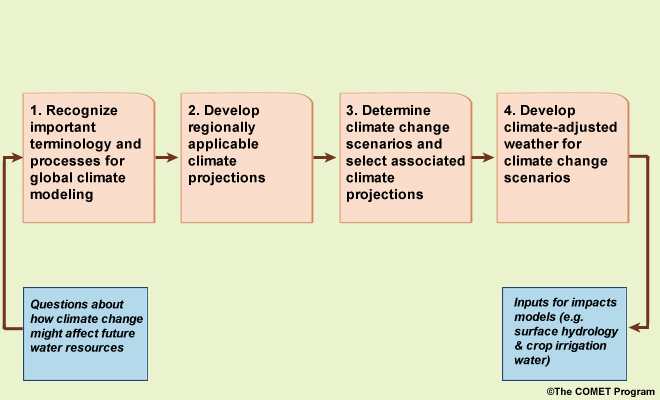 1. Recognize
important
terminology and
processes for
global climate
modeling
2. Develop
regionally
applicable
climate
projections
3. Determine
climate change
scenarios and
select associated
climate
projections
4. Develop
climate-adjusted
weather for
climate change
scenarios
Questions about
how climate change
might affect future
water resources
Inputs for impacts
models (e.g.
surface hydrology
& crop irrigation
water)
©The COMET Program